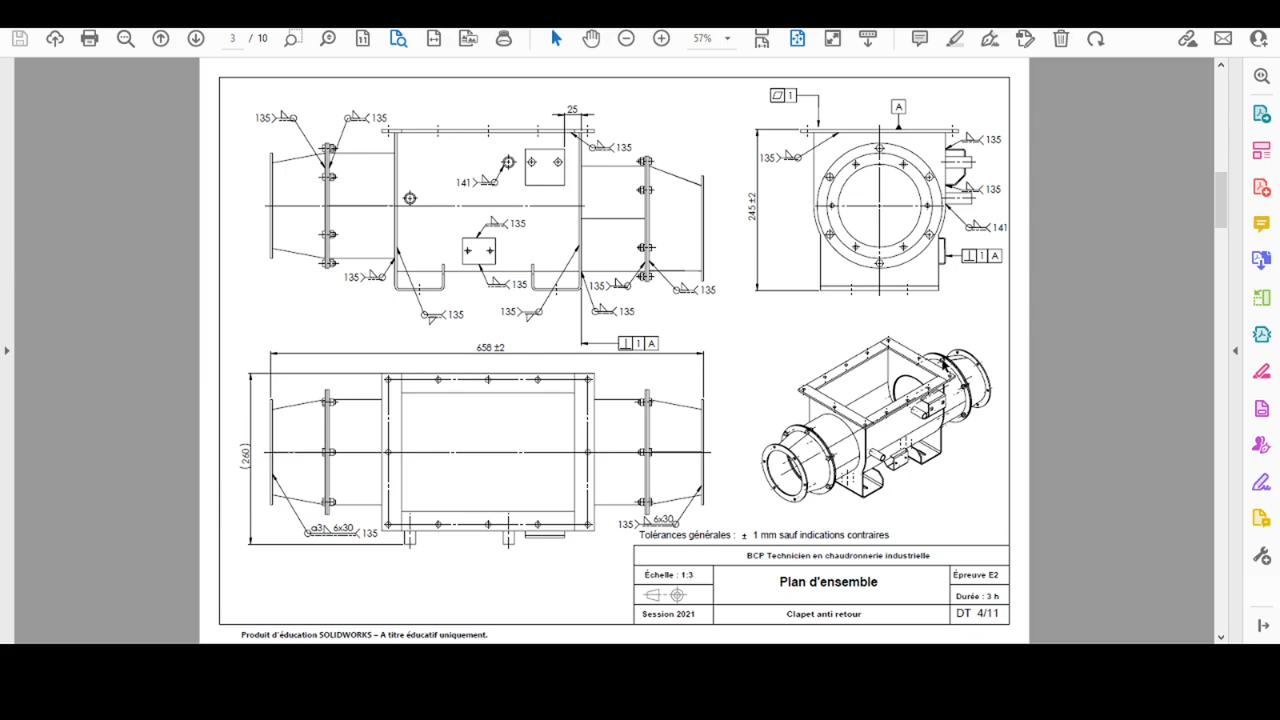 3 / 10
57%
135
135
25
135
141
135
135
135
135
135
135
135
135
1
A
135
135
245 ±2
135
141
1 A
1 A
658 ±2
(260)
a3 6x30 135
135 6x30
Tolérances générales : ± 1 mm sauf indications contraires
BCP Technicien en chaudronnerie industrielle
Échelle : 1:3
Plan d'ensemble
Épreuve E2
Durée : 3 h
Session 2021
Clapet anti retour
DT 4/11
Produit d'éducation SOLIDWORKS – A titre éducatif uniquement.